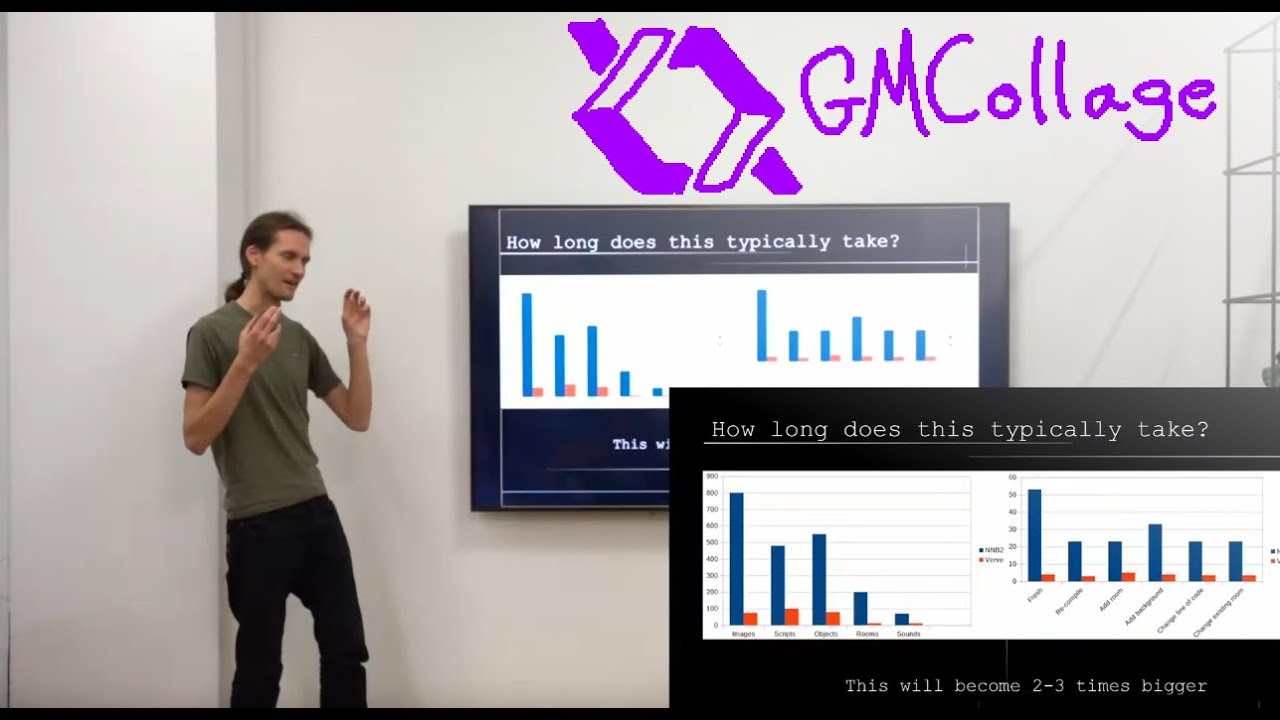 GMCollage
How long does this typically take?
This wi
How long does this typically take?
900
800
700
600
500
400
300
200
100
0
Images Scripts Objects Rooms Sounds
NNB2
Verve
60
50
40
30
20
10
0
Fresh
Re-compile
Add room
Add background
Change line of code
Change existing room
This will become 2-3 times bigger